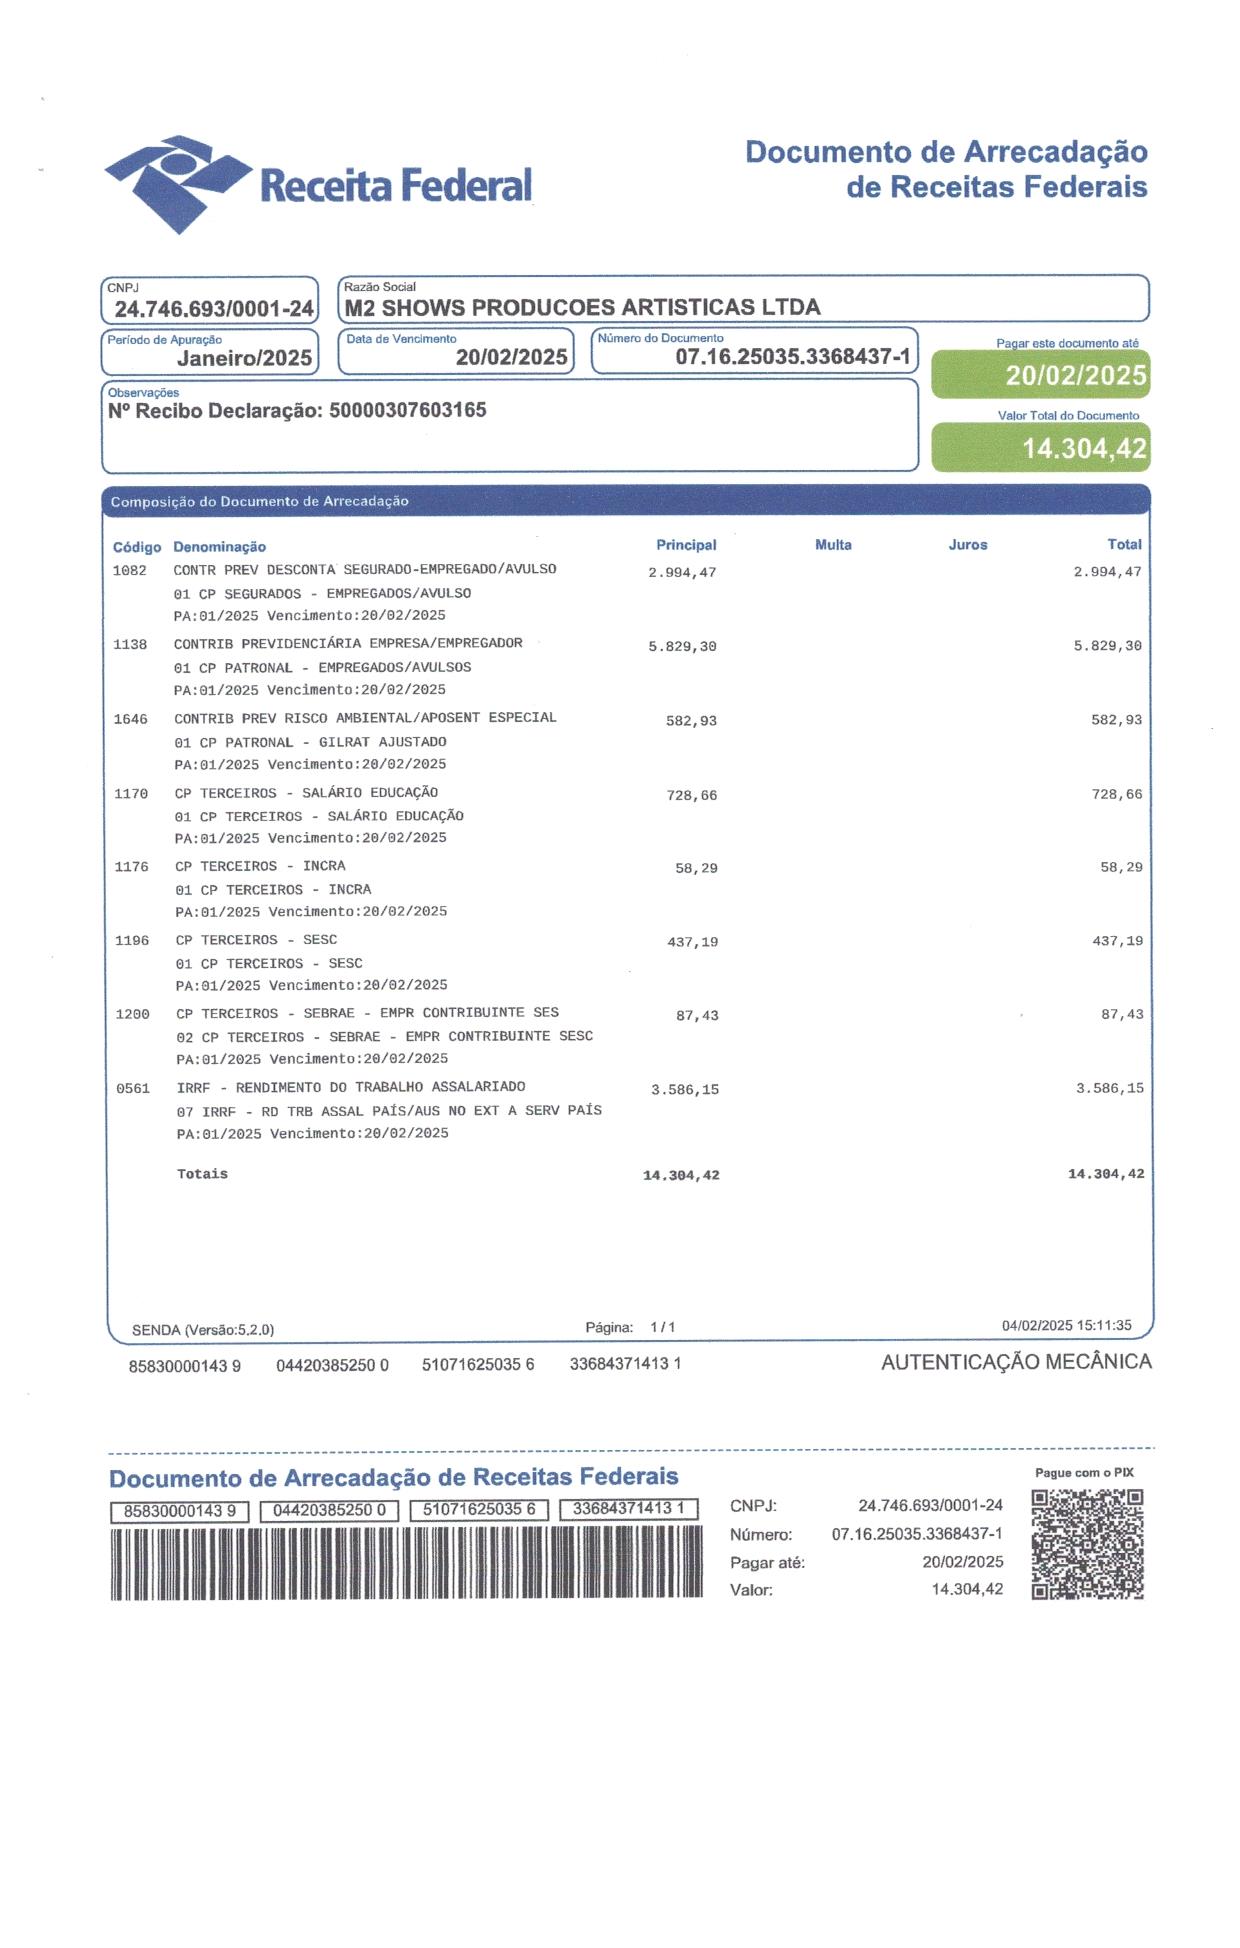 Receita Federal
Documento de Arrecadação
de Receitas Federais
CNPJ
24.746.693/0001-24
Razão Social
M2 SHOWS PRODUCOES ARTISTICAS LTDA
Período de Apuração
Janeiro/2025
Data de Vencimento
20/02/2025
Número do Documento
07.16.25035.3368437-1
Pagar este documento até
20/02/2025
Observações
Nº Recibo Declaração: 50000307603165
Valor Total do Documento
14.304,42
Composição do Documento de Arrecadação
Código Denominação Principal Multa Juros Total
1082 CONTR PREV DESCONTA SEGURADO-EMPREGADO/AVULSO 2.994,47 2.994,47
01 CP SEGURADOS - EMPREGADOS/AVULSO
PA:01/2025 Vencimento:20/02/2025
1138 CONTRIB PREVIDENCIÁRIA EMPRESA/EMPREGADOR 5.829,30 5.829,30
01 CP PATRONAL - EMPREGADOS/AVULSOS
PA:01/2025 Vencimento:20/02/2025
1646 CONTRIB PREV RISCO AMBIENTAL/APOSENT ESPECIAL 582,93 582,93
01 CP PATRONAL - GILRAT AJUSTADO
PA:01/2025 Vencimento:20/02/2025
1170 CP TERCEIROS - SALÁRIO EDUCAÇÃO 728,66 728,66
01 CP TERCEIROS - SALÁRIO EDUCAÇÃO
PA:01/2025 Vencimento:20/02/2025
1176 CP TERCEIROS - INCRA 58,29 58,29
01 CP TERCEIROS - INCRA
PA:01/2025 Vencimento:20/02/2025
1196 CP TERCEIROS - SESC 437,19 437,19
01 CP TERCEIROS - SESC
PA:01/2025 Vencimento:20/02/2025
1200 CP TERCEIROS - SEBRAE - EMPR CONTRIBUINTE SES 87,43 87,43
02 CP TERCEIROS - SEBRAE - EMPR CONTRIBUINTE SESC
PA:01/2025 Vencimento:20/02/2025
0561 IRRF - RENDIMENTO DO TRABALHO ASSALARIADO 3.586,15 3.586,15
07 IRRF - RD TRB ASSAL PAÍS/AUS NO EXT A SERV PAÍS
PA:01/2025 Vencimento:20/02/2025
Totais 14.304,42 14.304,42
SENDA (Versão:5.2.0) Página: 1 / 1 04/02/2025 15:11:35
85830000143 9 04420385250 0 51071625035 6 33684371413 1 AUTENTICAÇÃO MECÂNICA
Documento de Arrecadação de Receitas Federais
85830000143 9 04420385250 0 51071625035 6 33684371413 1
CNPJ: 24.746.693/0001-24
Número: 07.16.25035.3368437-1
Pagar até: 20/02/2025
Valor: 14.304,42
Pague com o PIX